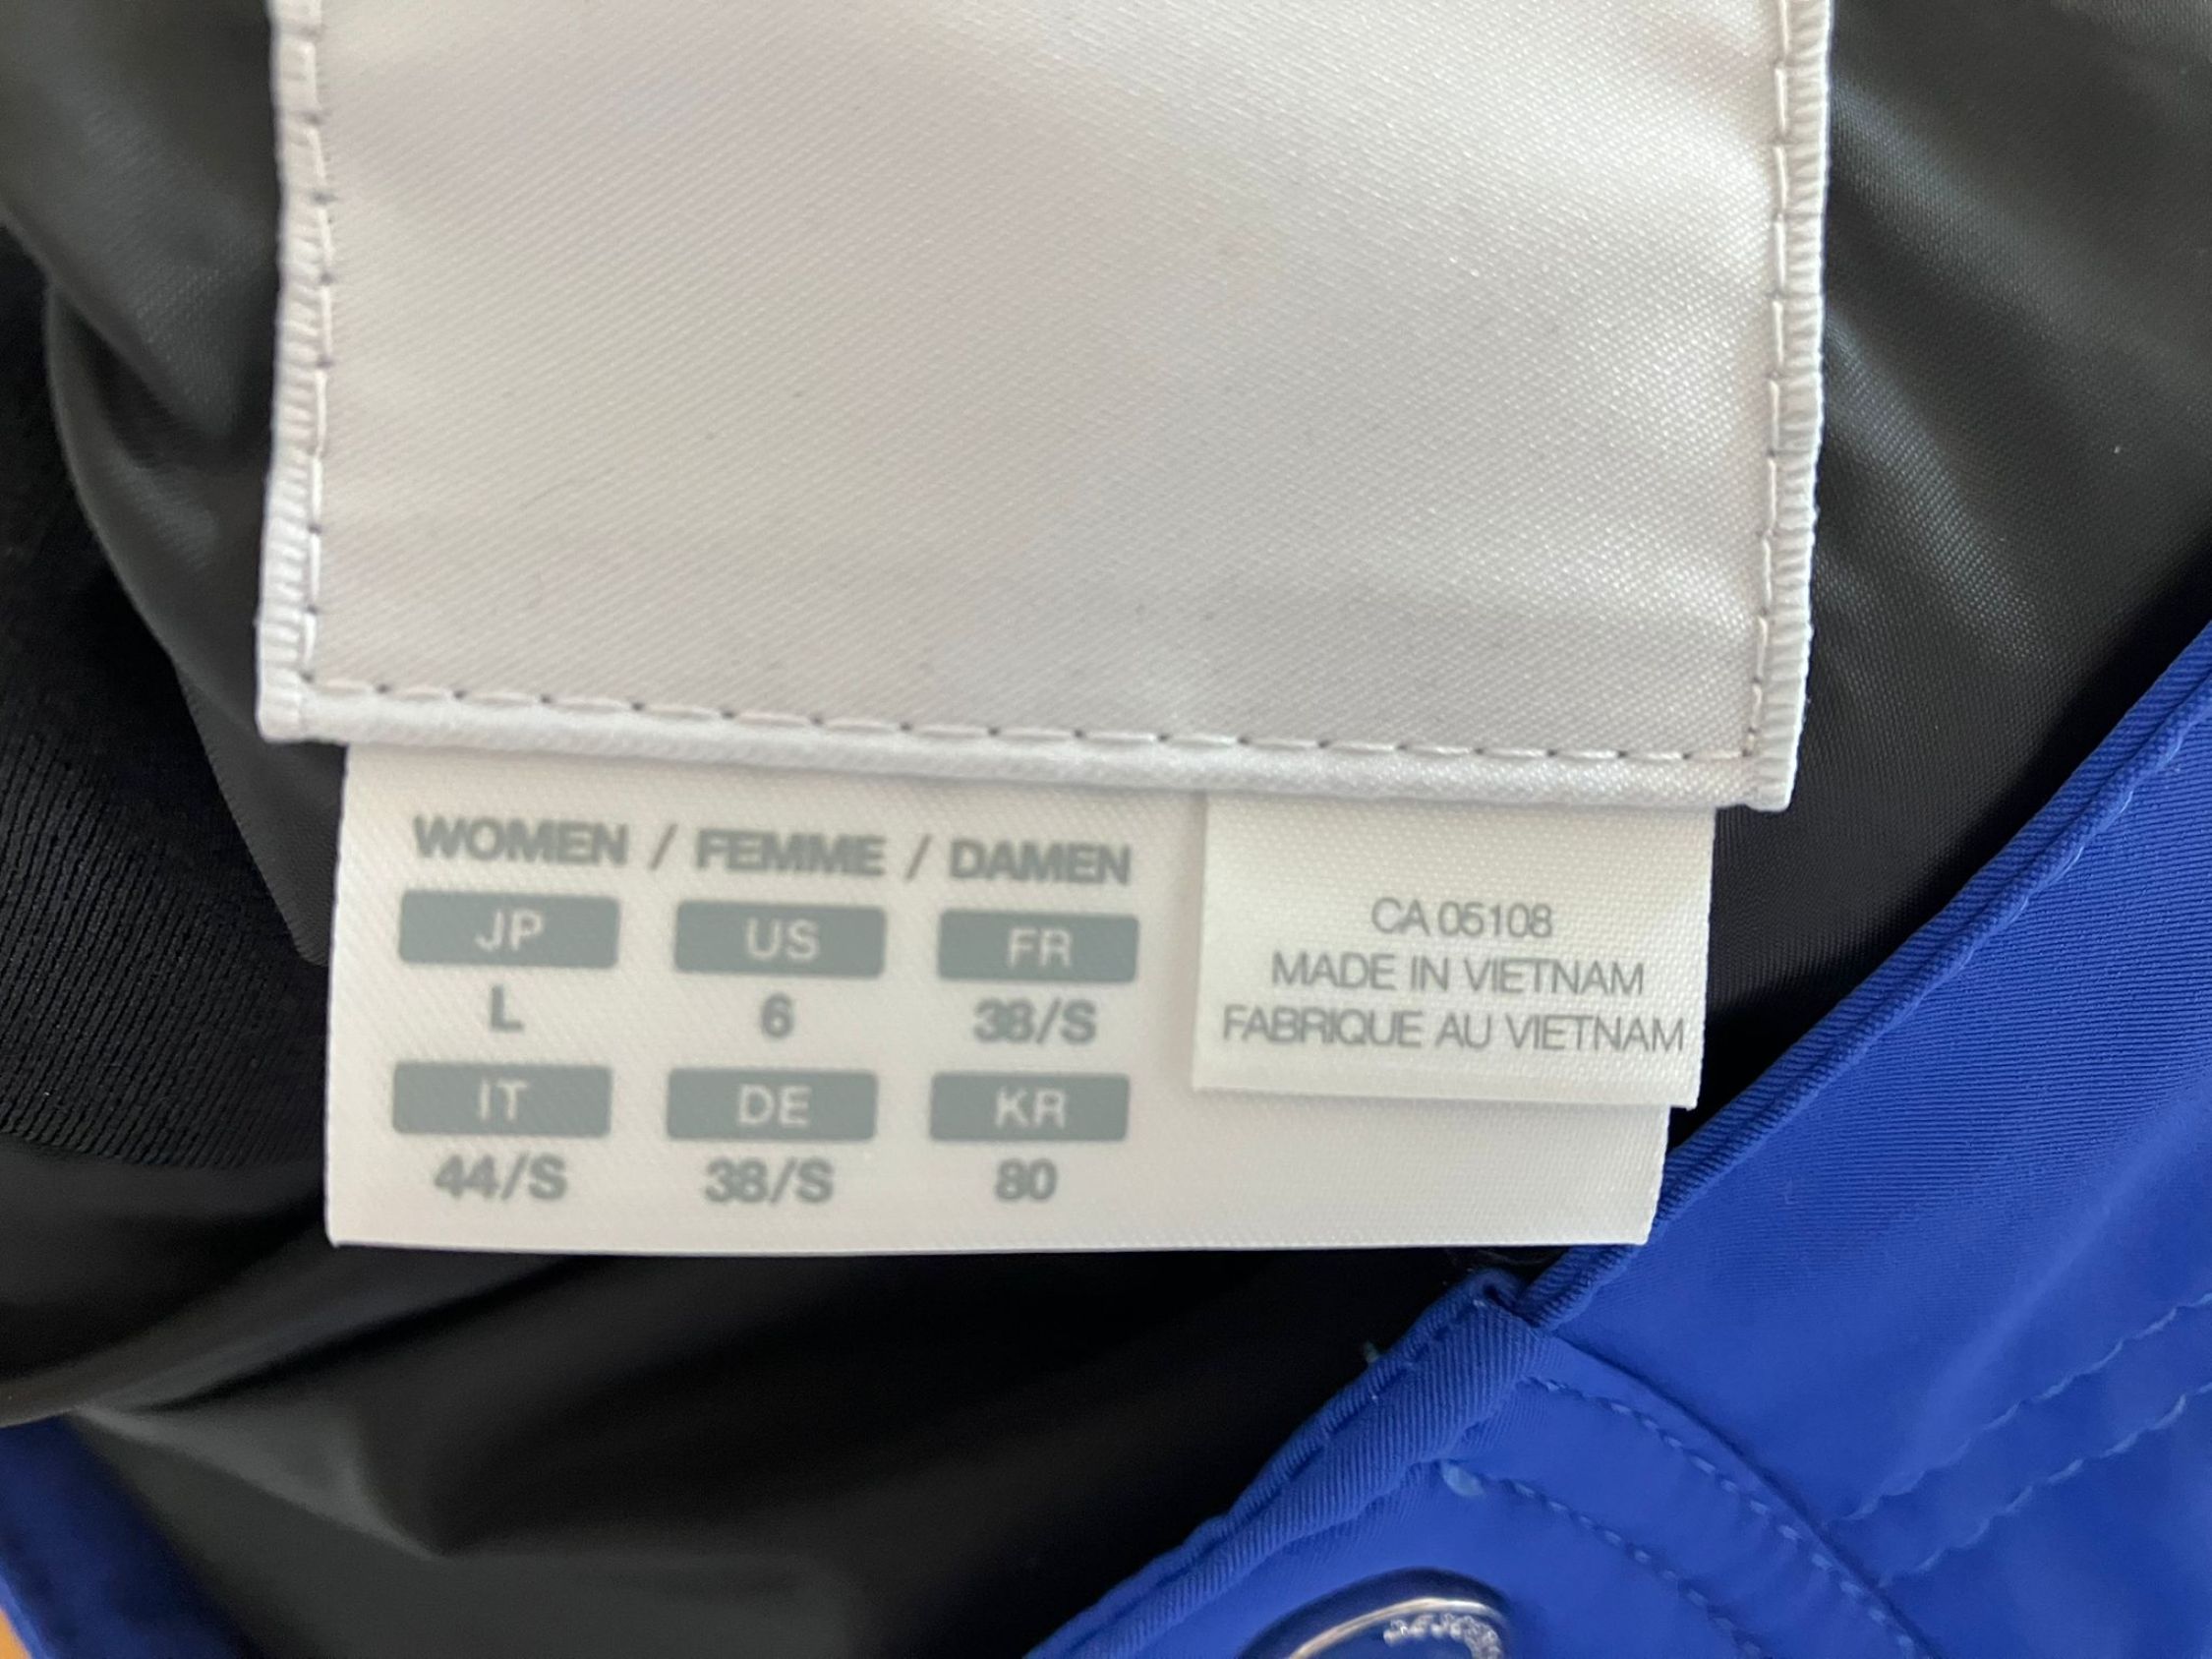 WOMEN / FEMME / DAMEN
JP US FR
L 6 38/S
IT DE KR
44/S 38/S 80
CA 05108
MADE IN VIETNAM
FABRIQUE AU VIETNAM